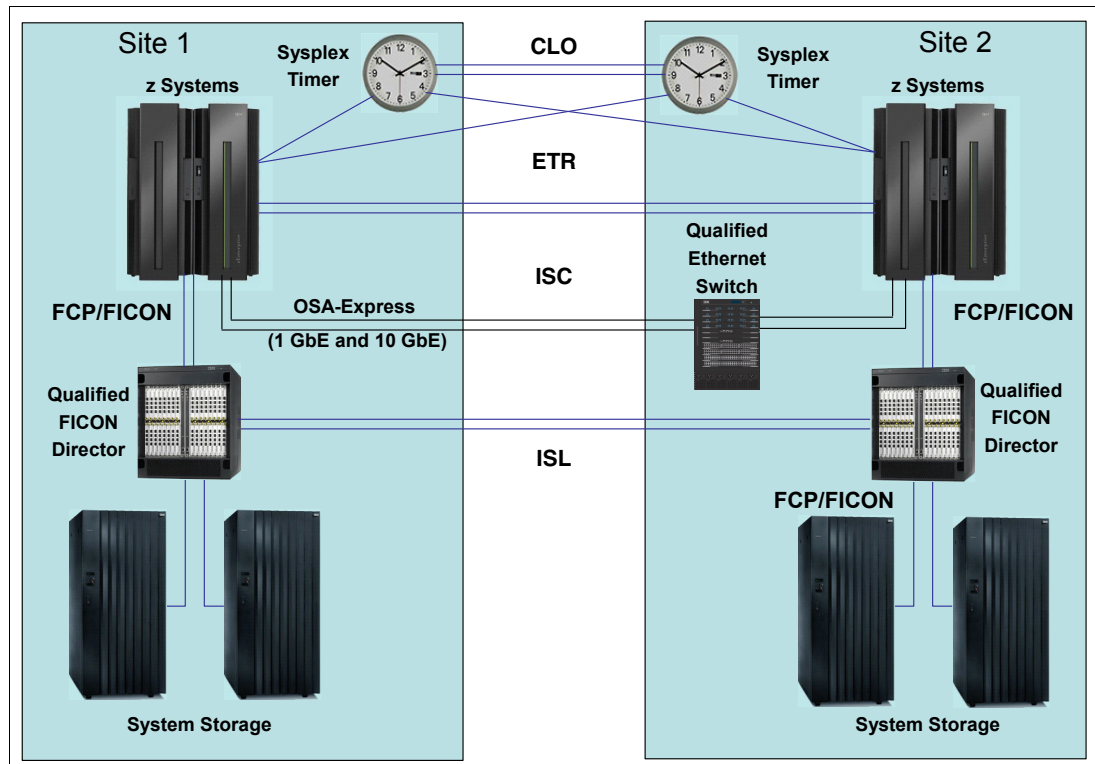 Site 1
Sysplex
Timer
CLO
Sysplex
Timer
Site 2
z Systems
z Systems
ETR
Qualified
Ethernet
Switch
ISC
FCP/FICON
OSA-Express
(1 GbE and 10 GbE)
FCP/FICON
Qualified
FICON
Director
Qualified
FICON
Director
ISL
FCP/FICON
System Storage
System Storage